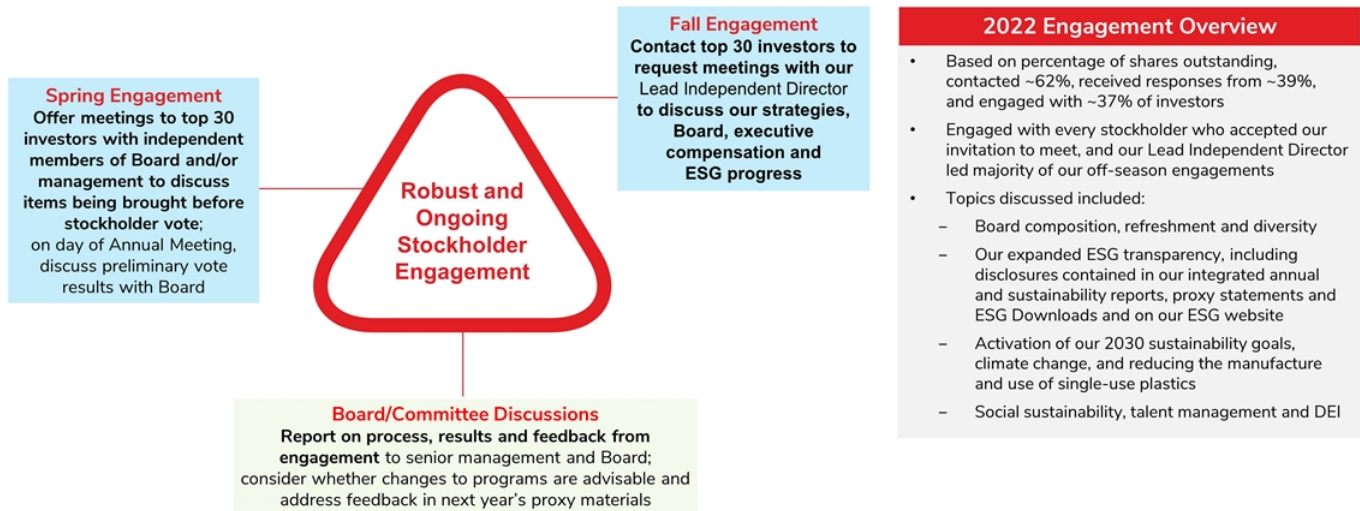 Spring Engagement
Offer meetings to top 30
investors with independent
members of Board and/or
management to discuss
items being brought before
stockholder vote;
on day of Annual Meeting,
discuss preliminary vote
results with Board
Fall Engagement
Contact top 30 investors to
request meetings with our
Lead Independent Director
to discuss our strategies,
Board, executive
compensation and
ESG progress
Robust and
Ongoing
Stockholder
Engagement
Board/Committee Discussions
Report on process, results and feedback from
engagement to senior management and Board;
consider whether changes to programs are advisable and
address feedback in next year's proxy materials
2022 Engagement Overview
• Based on percentage of shares outstanding,
contacted ~62%, received responses from ~39%,
and engaged with ~37% of investors
• Engaged with every stockholder who accepted our
invitation to meet, and our Lead Independent Director
led majority of our off-season engagements
• Topics discussed included:
– Board composition, refreshment and diversity
– Our expanded ESG transparency, including
disclosures contained in our integrated annual
and sustainability reports, proxy statements and
ESG Downloads and on our ESG website
– Activation of our 2030 sustainability goals,
climate change, and reducing the manufacture
and use of single-use plastics
– Social sustainability, talent management and DEI